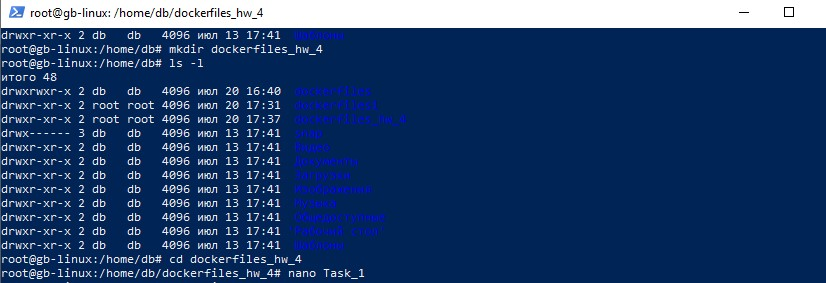 root@gb-linux: /home/db/dockerfiles_hw_4
drwxr-xr-x 2 db db 4096 июл 13 17:41 Шаблоны
root@gb-linux:/home/db# mkdir dockerfiles_hw_4
root@gb-linux:/home/db# ls -l
итого 48
drwxrwxr-x 2 db db 4096 июл 20 16:40 dockerfiles
drwxr-xr-x 2 root root 4096 июл 20 17:31
drwxr-xr-x 2 root root 4096 июл 20 17:37 dockerfiles_hw_4
drwx------ 3 db db 4096 июл 13 17:41 snap
drwxr-xr-x 2 db db 4096 июл 13 17:41 Видео
drwxr-xr-x 2 db db 4096 июл 13 17:41 Документы
drwxr-xr-x 2 db db 4096 июл 13 17:41 Загрузки
drwxr-xr-x 2 db db 4096 июл 13 17:41 Изображения
drwxr-xr-x 2 db db 4096 июл 13 17:41 Музыка
drwxr-xr-x 2 db db 4096 июл 13 17:41 Общедоступные
drwxr-xr-x 2 db db 4096 июл 13 17:41 'Рабочий стол'
drwxr-xr-x 2 db db 4096 июл 13 17:41 Шаблоны
root@gb-linux:/home/db# cd dockerfiles_hw_4
root@gb-linux:/home/db/dockerfiles_hw_4# nano Task_1